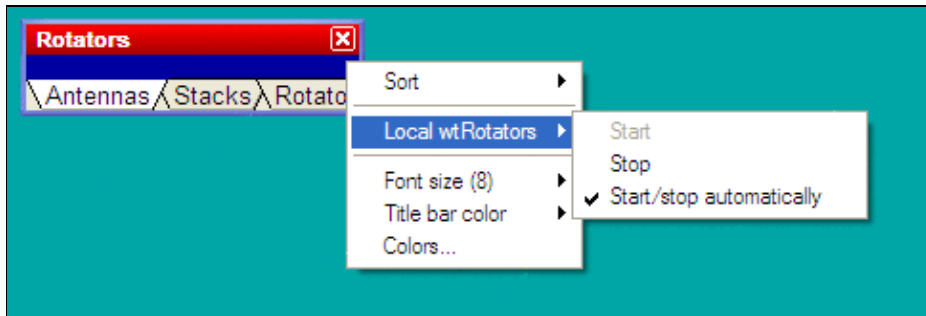 Rotators
Antennas Stacks Rotato
Sort
Local wtRotators
Font size (8)
Title bar color
Colors...
Start
Stop
Start/stop automatically